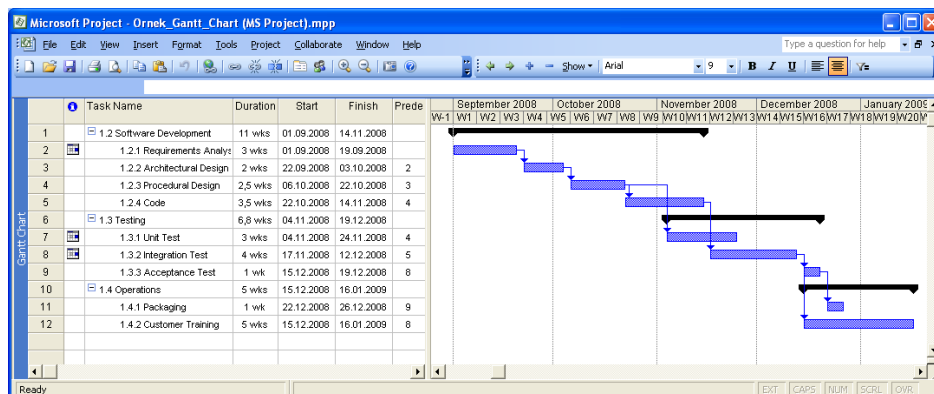 Microsoft Project - Ornek_Gantt_Chart (MS Project).mpp
File Edit View Insert Format Tools Project Collaborate Window Help Type a question for help
Show Arial 9 B I U
Task Name Duration Start Finish Prede September 2008 October 2008 November 2008 December 2008 January 2009
W-1 W1 W2 W3 W4 W5 W6 W7 W8 W9 W10 W11 W12 W13 W14 W15 W16 W17 W18 W19 W20
1 1.2 Software Development 11 wks 01.09.2008 14.11.2008
2 1.2.1 Requirements Analys 3 wks 01.09.2008 19.09.2008
3 1.2.2 Architectural Design 2 wks 22.09.2008 03.10.2008 2
4 1.2.3 Procedural Design 2,5 wks 06.10.2008 22.10.2008 3
5 1.2.4 Code 3,5 wks 22.10.2008 14.11.2008 4
6 1.3 Testing 6,8 wks 04.11.2008 19.12.2008
7 1.3.1 Unit Test 3 wks 04.11.2008 24.11.2008 4
8 1.3.2 Integration Test 4 wks 17.11.2008 12.12.2008 5
9 1.3.3 Acceptance Test 1 wk 15.12.2008 19.12.2008 8
10 1.4 Operations 5 wks 15.12.2008 16.01.2009
11 1.4.1 Packaging 1 wk 22.12.2008 26.12.2008 9
12 1.4.2 Customer Training 5 wks 15.12.2008 16.01.2009 8
Gantt Chart
Ready EXT CAPS NUM SCRL OVR